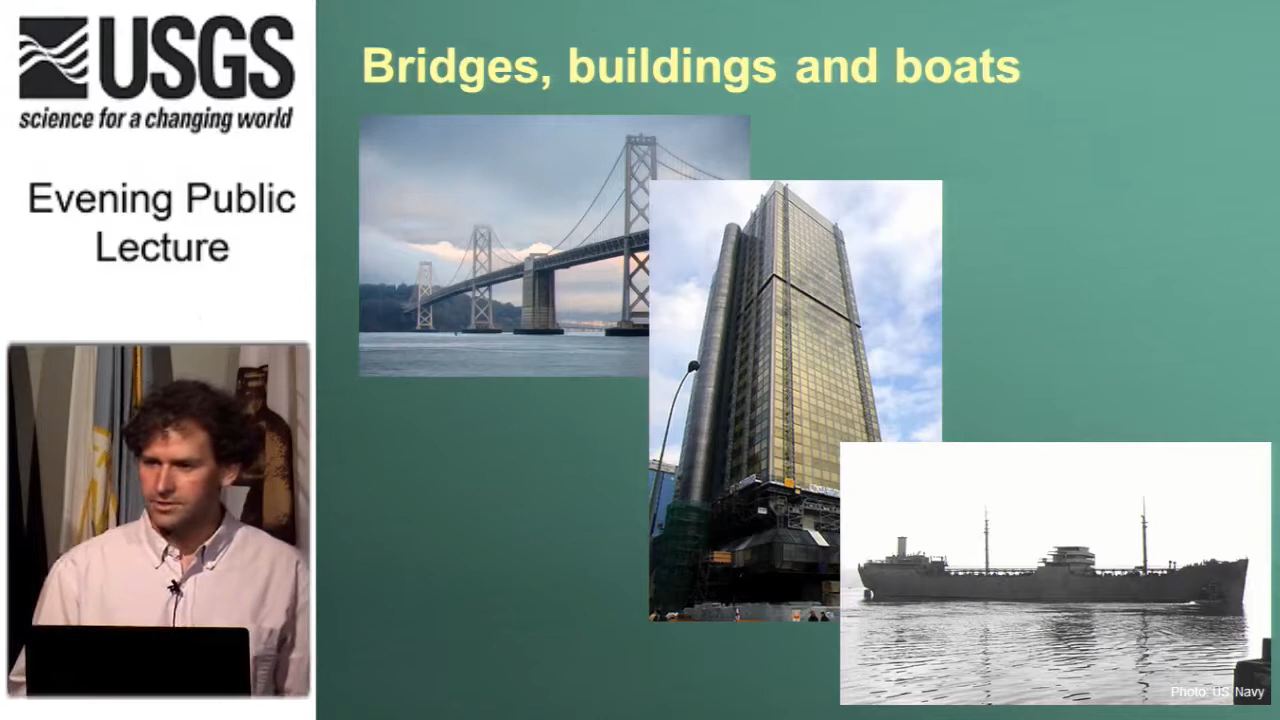 USGS
science for a changing world
Evening Public
Lecture
Bridges, buildings and boats
Photo: US Navy